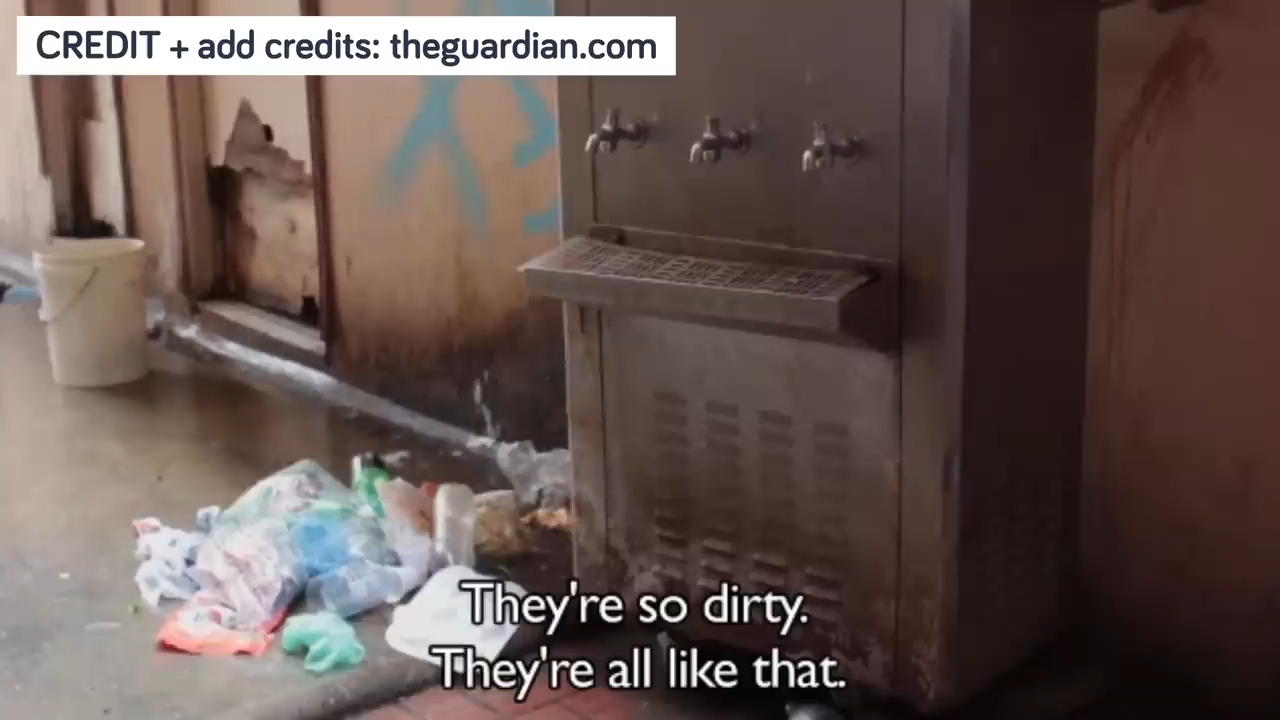 CREDIT + add credits: theguardian.com
They're so dirty.
They're all like that.